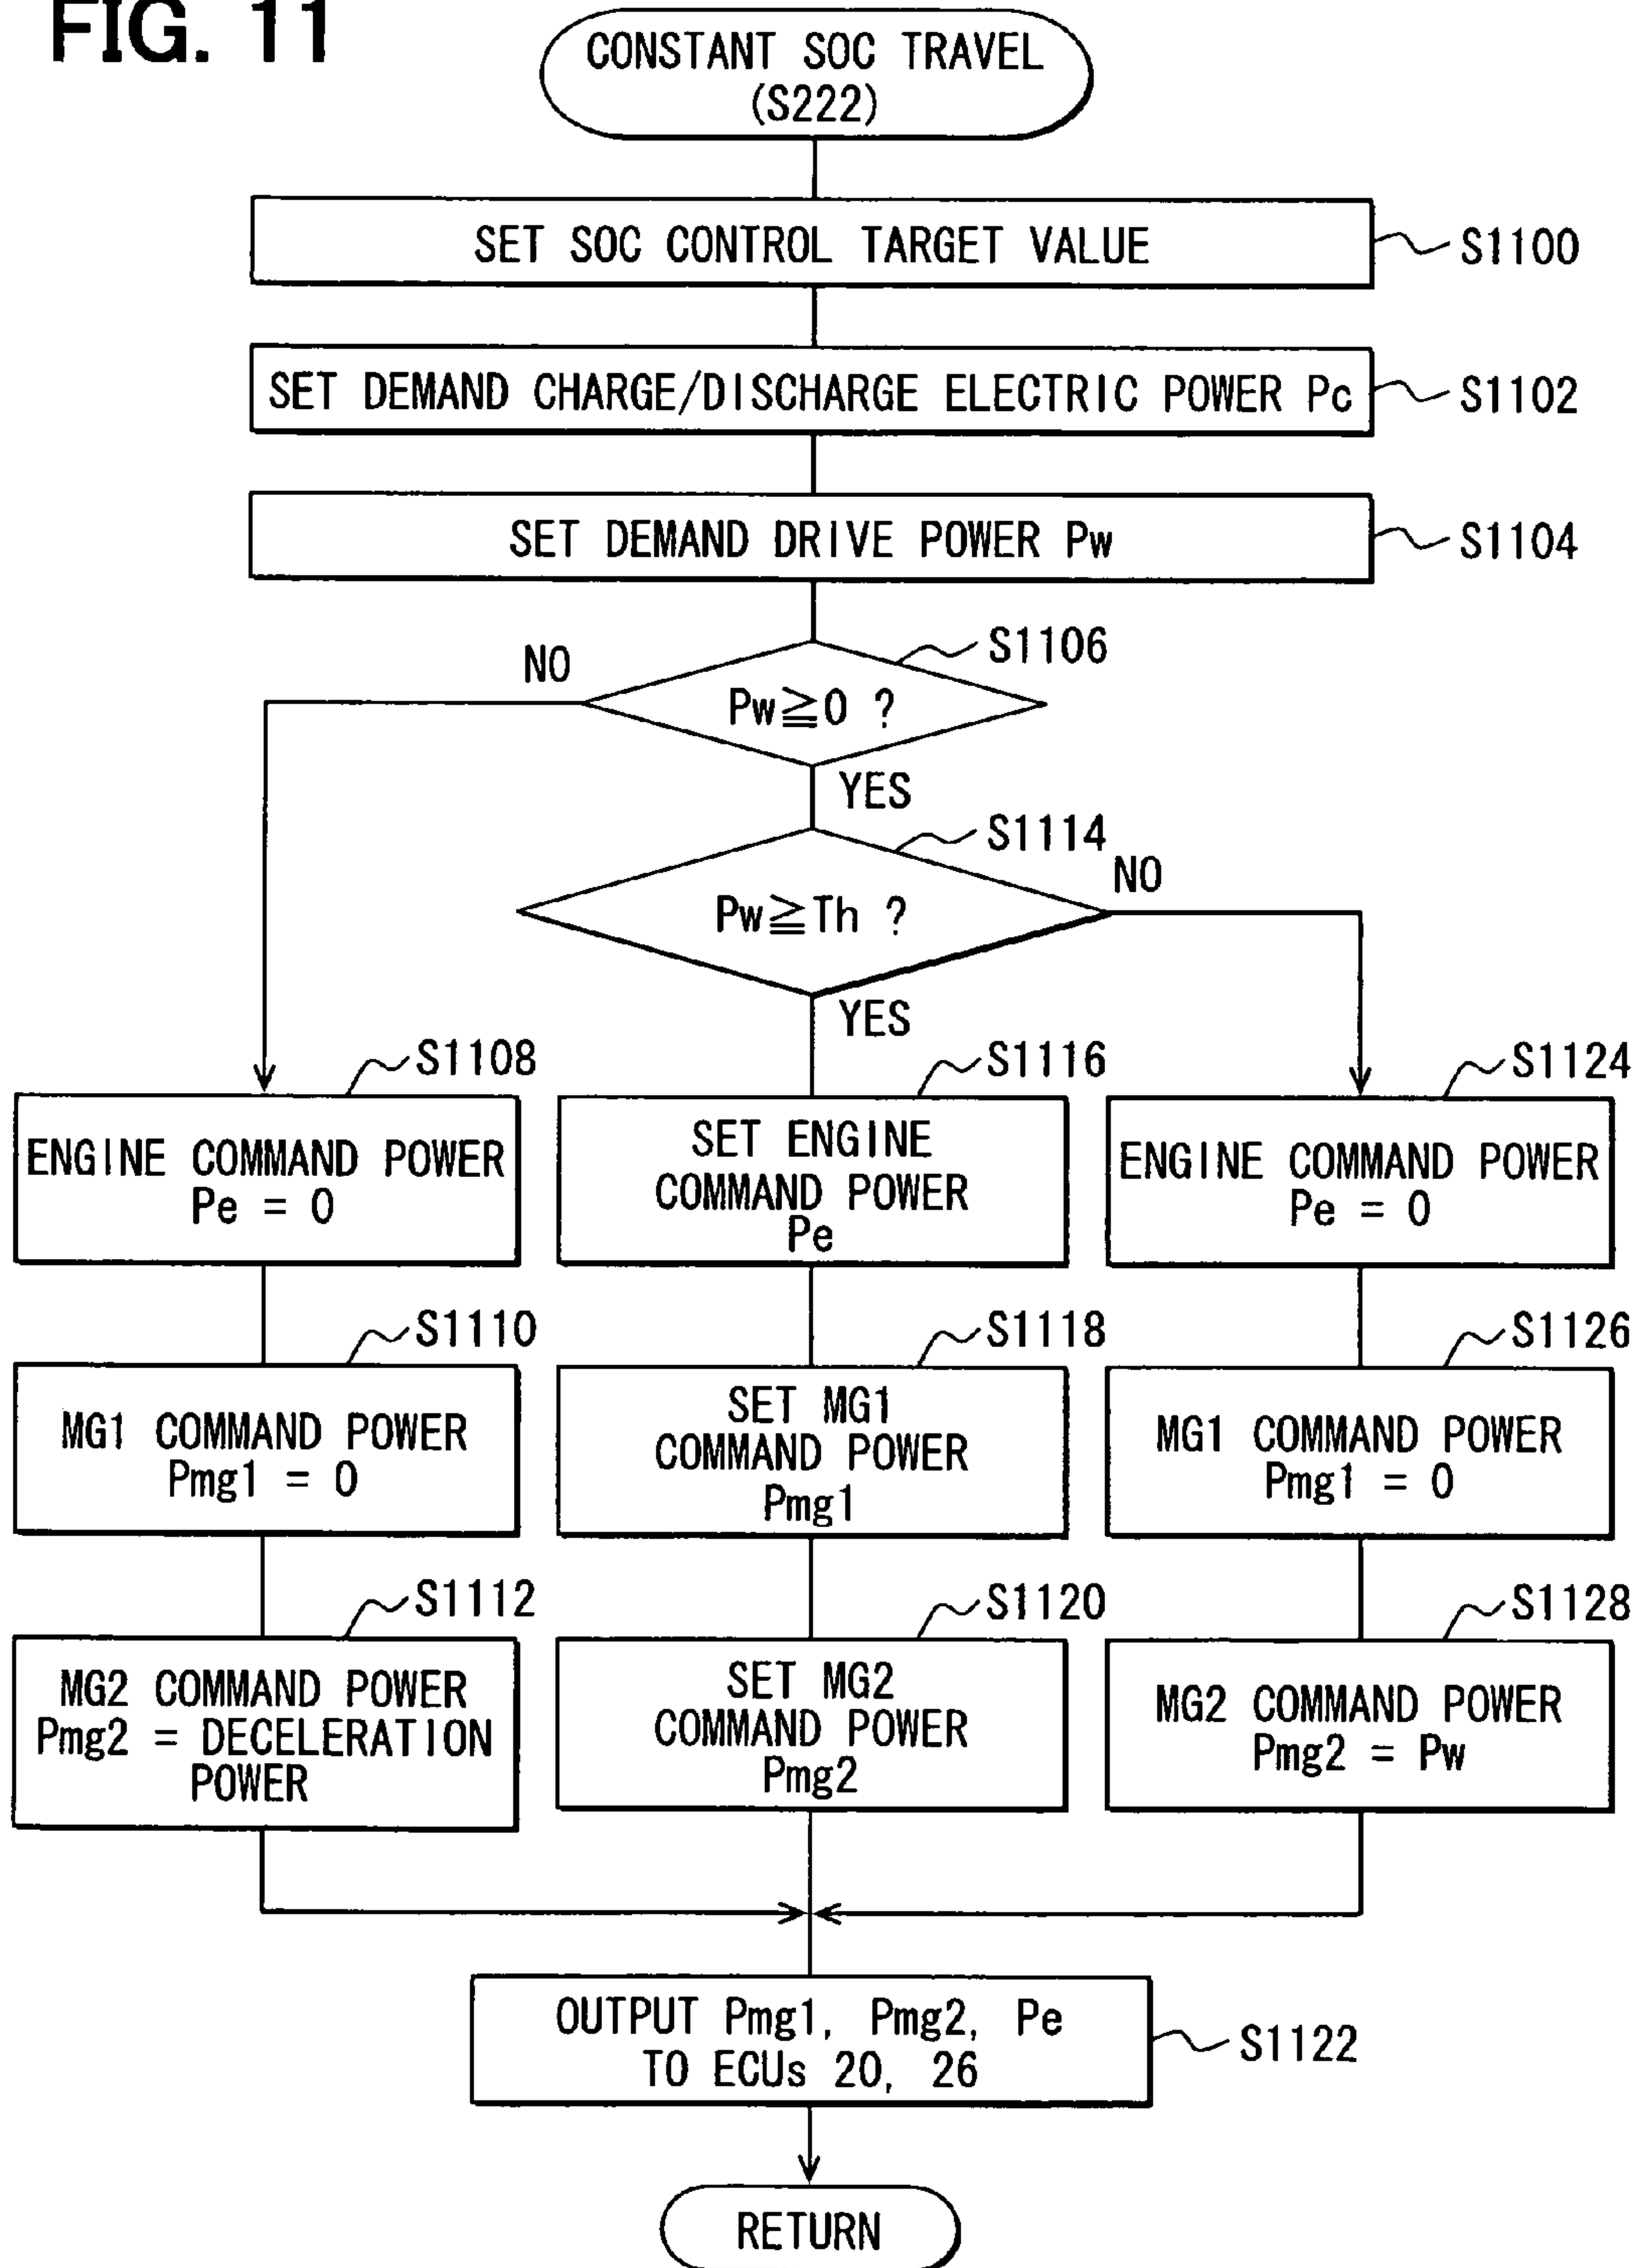 FIG. 11
CONSTANT SOC TRAVEL
(S222)
SET SOC CONTROL TARGET VALUE
S1100
SET DEMAND CHARGE/DISCHARGE ELECTRIC POWER Pc
S1102
SET DEMAND DRIVE POWER Pw
S1104
S1106
NO
Pw≧0 ?
YES
S1114
NO
Pw≧Th ?
YES
S1108
ENGINE COMMAND POWER
Pe = 0
S1110
MG1 COMMAND POWER
Pmg1 = 0
S1112
MG2 COMMAND POWER
Pmg2 = DECELERATION
POWER
S1116
SET ENGINE
COMMAND POWER
Pe
S1118
SET MG1
COMMAND POWER
Pmg1
S1120
SET MG2
COMMAND POWER
Pmg2
S1124
ENGINE COMMAND POWER
Pe = 0
S1126
MG1 COMMAND POWER
Pmg1 = 0
S1128
MG2 COMMAND POWER
Pmg2 = Pw
OUTPUT Pmg1, Pmg2, Pe
TO ECUs 20, 26
S1122
RETURN